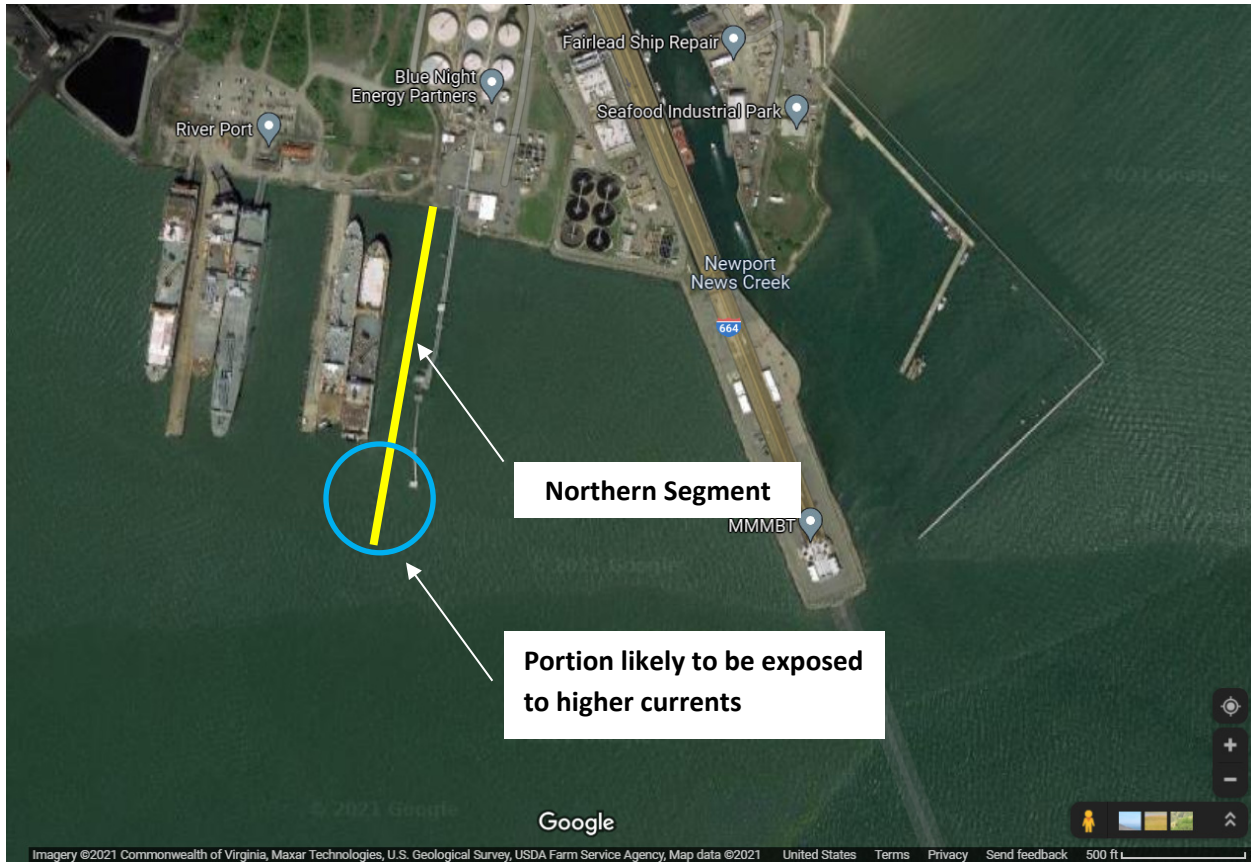 Fairlead Ship Repair
Blue Night
Energy Partners
Seafood Industrial Park
River Port
Newport
News Creek
664
Northern Segment
MMMBT
2021 Google
Portion likely to be exposed
to higher currents
© 2021 Google
Google
Imagery ©2021 Commonwealth of Virginia, Maxar Technologies, U.S. Geological Survey, USDA Farm Service Agency, Map data ©2021 United States Terms Privacy Send feedback 500 ft